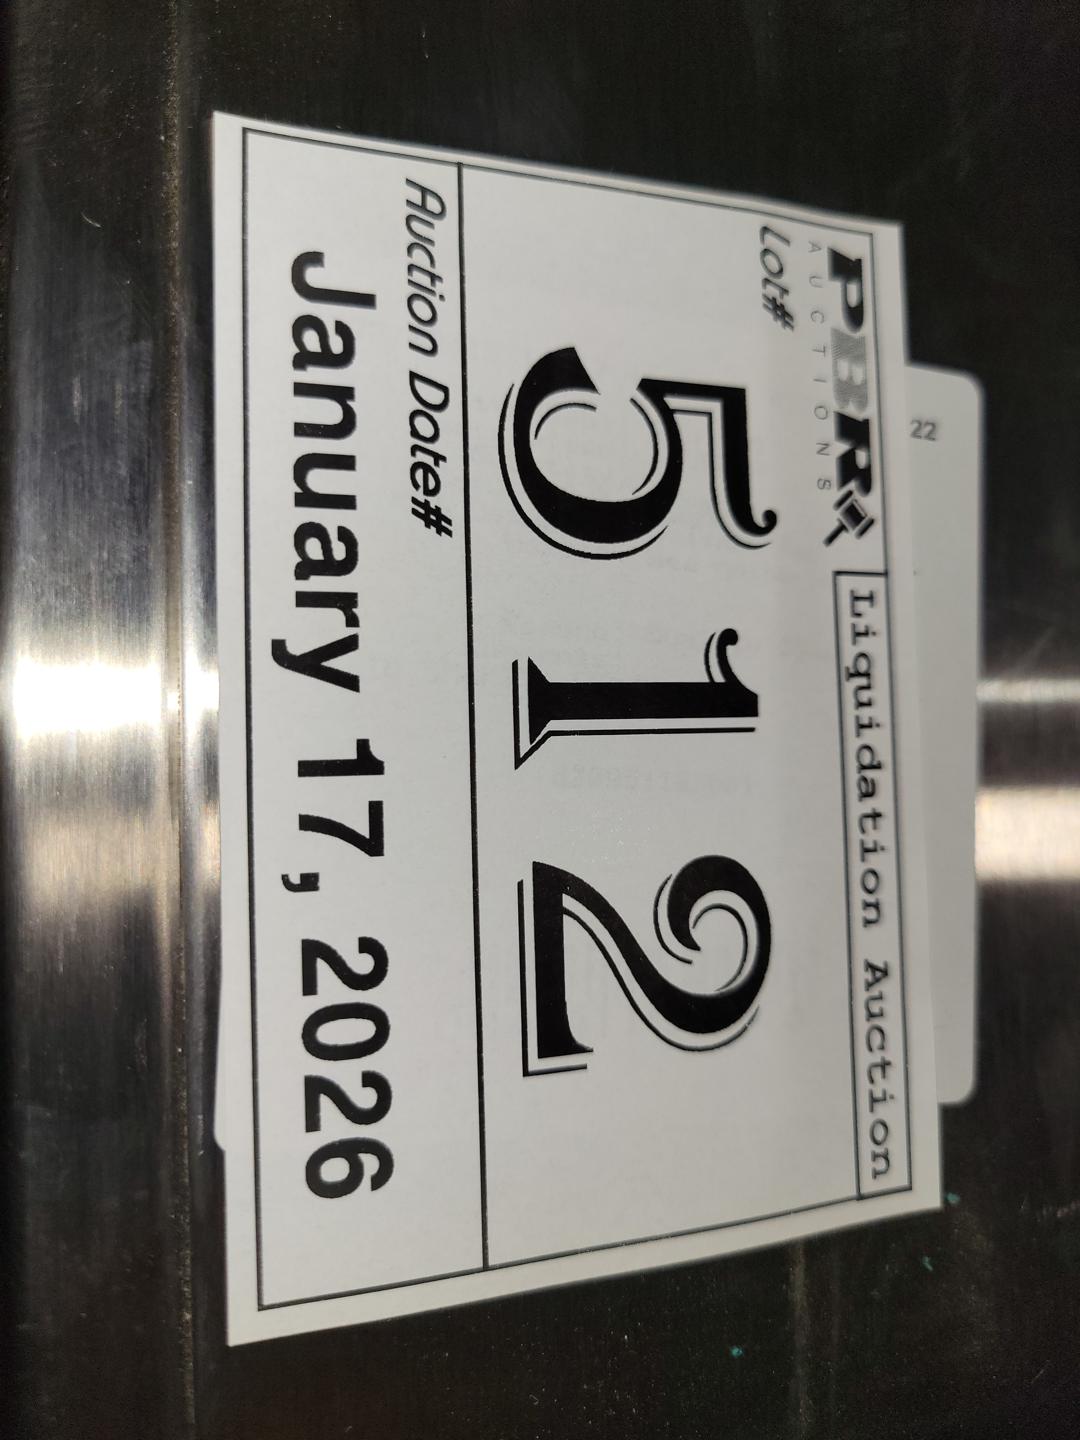 PBR
AUCTIONS
Liquidation Auction
Lot#
512
Auction Date#
January 17, 2026
22